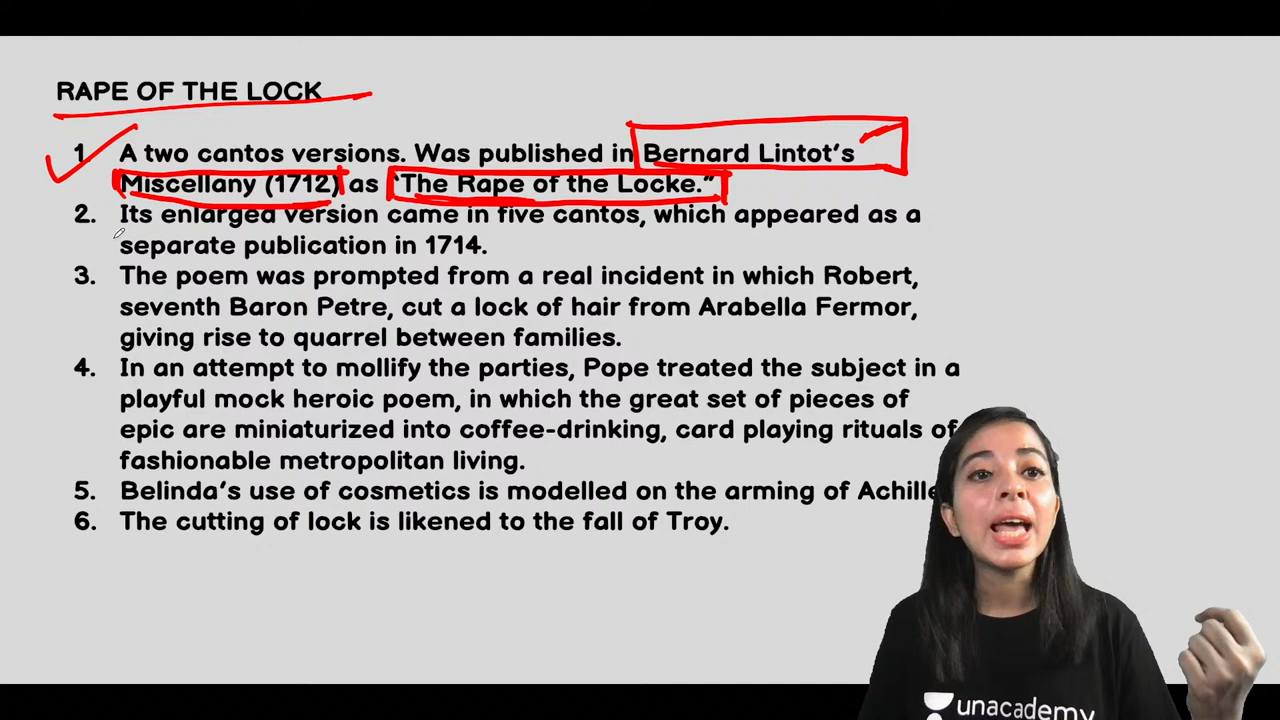 RAPE OF THE LOCK
1 A two cantos versions. Was published in Bernard Lintot's
Miscellany (1712) as 'The Rape of the Locke."
2. Its enlarged version came in five cantos, which appeared as a
separate publication in 1714.
3. The poem was prompted from a real incident in which Robert,
seventh Baron Petre, cut a lock of hair from Arabella Fermor,
giving rise to quarrel between families.
4. In an attempt to mollify the parties, Pope treated the subject in a
playful mock heroic poem, in which the great set of pieces of
epic are miniaturized into coffee-drinking, card playing rituals of
fashionable metropolitan living.
5. Belinda's use of cosmetics is modelled on the arming of Achille
6. The cutting of lock is likened to the fall of Troy.
unacademy